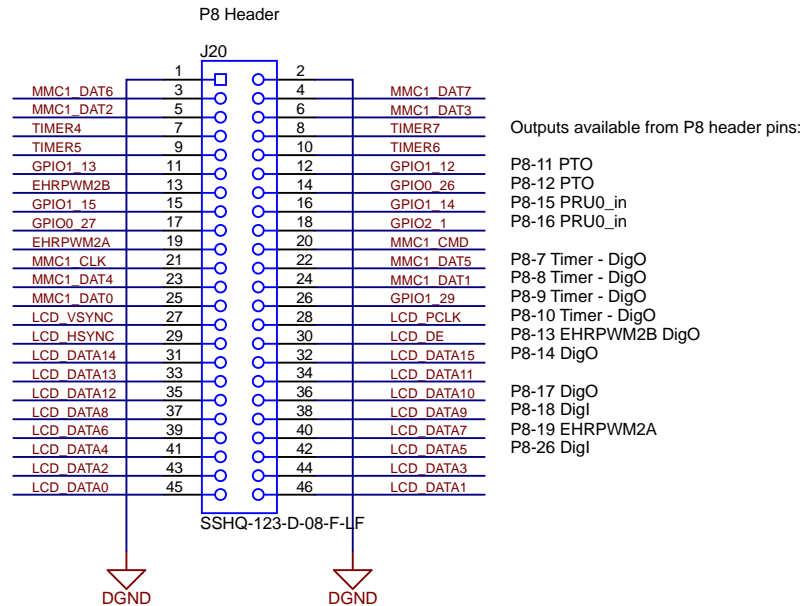 P8 Header
J20
1 2
MMC1_DAT6 3 4 MMC1_DAT7
MMC1_DAT2 5 6 MMC1_DAT3
TIMER4 7 8 TIMER7
TIMER5 9 10 TIMER6
GPIO1_13 11 12 GPIO1_12
EHRPWM2B 13 14 GPIO0_26
GPIO1_15 15 16 GPIO1_14
GPIO0_27 17 18 GPIO2_1
EHRPWM2A 19 20 MMC1_CMD
MMC1_CLK 21 22 MMC1_DAT5
MMC1_DAT4 23 24 MMC1_DAT1
MMC1_DAT0 25 26 GPIO1_29
LCD_VSYNC 27 28 LCD_PCLK
LCD_HSYNC 29 30 LCD_DE
LCD_DATA14 31 32 LCD_DATA15
LCD_DATA13 33 34 LCD_DATA11
LCD_DATA12 35 36 LCD_DATA10
LCD_DATA8 37 38 LCD_DATA9
LCD_DATA6 39 40 LCD_DATA7
LCD_DATA4 41 42 LCD_DATA5
LCD_DATA2 43 44 LCD_DATA3
LCD_DATA0 45 46 LCD_DATA1
SSHQ-123-D-08-F-LF
DGND DGND
Outputs available from P8 header pins:
P8-11 PTO
P8-12 PTO
P8-15 PRU0_in
P8-16 PRU0_in
P8-7 Timer - DigO
P8-8 Timer - DigO
P8-9 Timer - DigO
P8-10 Timer - DigO
P8-13 EHRPWM2B DigO
P8-14 DigO
P8-17 DigO
P8-18 DigI
P8-19 EHRPWM2A
P8-26 DigI